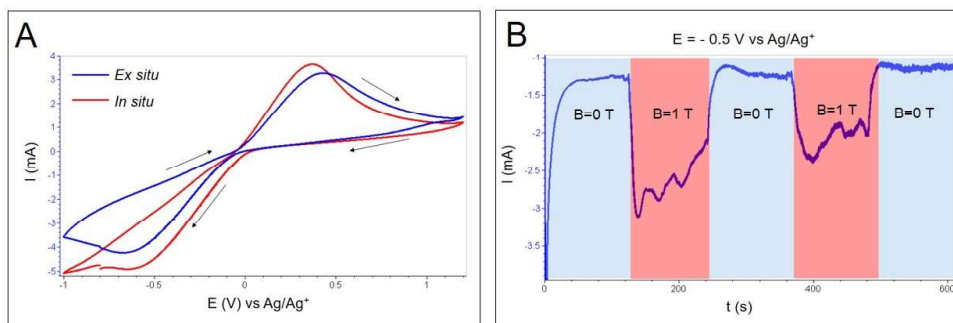 A
Ex situ
In situ
4
3
2
1
0
-1
-2
-3
-4
-5
I (mA)
-1
-0.5
0
0.5
1
E (V) vs Ag/Ag⁺
B
E = - 0.5 V vs Ag/Ag⁺
-1
-1.5
-2
-2.5
-3
-3.5
I (mA)
B=0 T
B=1 T
B=0 T
B=1 T
B=0 T
0
200
400
600
t (s)